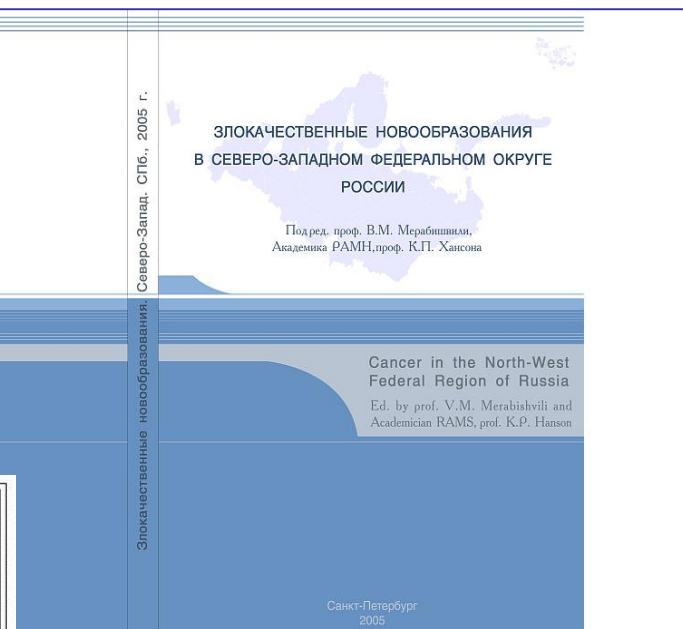 Злокачественные новообразования. Северо-Запад. СПб., 2005 г.
ЗЛОКАЧЕСТВЕННЫЕ НОВООБРАЗОВАНИЯ
В СЕВЕРО-ЗАПАДНОМ ФЕДЕРАЛЬНОМ ОКРУГЕ
РОССИИ
Под ред. проф. В.М. Мерабишвили,
Академика РАМН,проф. К.П. Хансона
Cancer in the North-West
Federal Region of Russia
Ed. by prof. V.M. Merabishvili and
Academician RAMS, prof. K.P. Hanson
Санкт-Петербург
2005